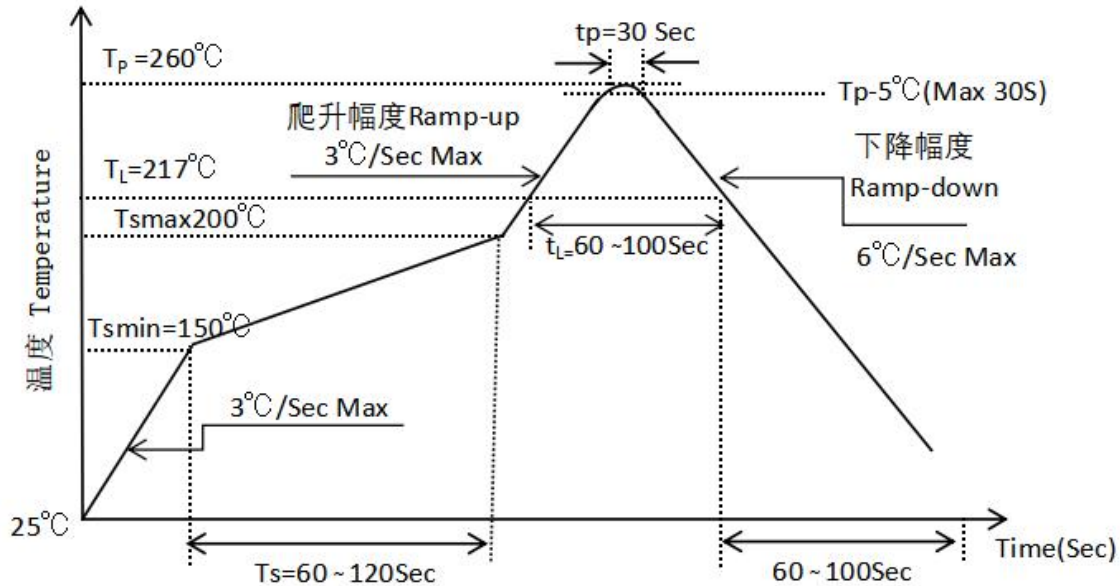 tp=30 Sec
TP =260℃
Tp-5℃(Max 30S)
爬升幅度Ramp-up
3℃/Sec Max
下降幅度
Ramp-down
6℃/Sec Max
TL=217℃
Tsmax200℃
tL=60 ~100Sec
Tsmin=150℃
3℃/Sec Max
温度 Temperature
25℃
Time(Sec)
Ts=60 ~ 120Sec
60 ~ 100Sec